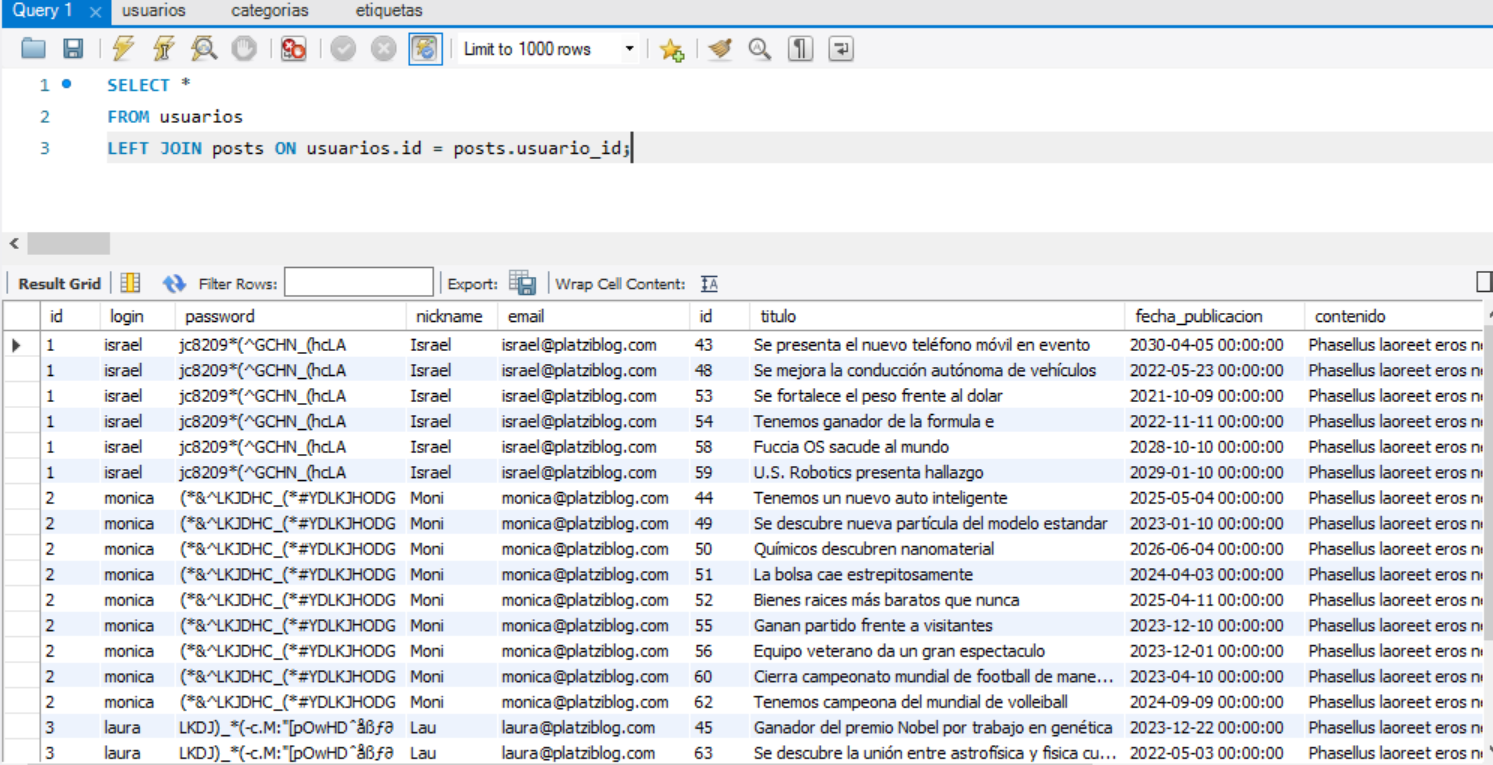 Query 1 usuarios categorias etiquetas
Limit to 1000 rows
1 SELECT *
2 FROM usuarios
3 LEFT JOIN posts ON usuarios.id = posts.usuario_id;
Result Grid Filter Rows: Export: Wrap Cell Content:
id login password nickname email id titulo fecha_publicacion contenido
1 israel jc8209*(^GCHN_(hcLA Israel israel@platziblog.com 43 Se presenta el nuevo teléfono móvil en evento 2030-04-05 00:00:00 Phasellus laoreet eros
1 israel jc8209*(^GCHN_(hcLA Israel israel@platziblog.com 48 Se mejora la conducción autónoma de vehículos 2022-05-23 00:00:00 Phasellus laoreet eros
1 israel jc8209*(^GCHN_(hcLA Israel israel@platziblog.com 53 Se fortalece el peso frente al dolar 2021-10-09 00:00:00 Phasellus laoreet eros
1 israel jc8209*(^GCHN_(hcLA Israel israel@platziblog.com 54 Tenemos ganador de la formula e 2022-11-11 00:00:00 Phasellus laoreet eros
1 israel jc8209*(^GCHN_(hcLA Israel israel@platziblog.com 58 Fuccia OS sacude al mundo 2028-10-10 00:00:00 Phasellus laoreet eros
1 israel jc8209*(^GCHN_(hcLA Israel israel@platziblog.com 59 U.S. Robotics presenta hallazgo 2029-01-10 00:00:00 Phasellus laoreet eros
2 monica (*&^LKJDHC_(*#YDLKJHODG Moni monica@platziblog.com 44 Tenemos un nuevo auto inteligente 2025-05-04 00:00:00 Phasellus laoreet eros
2 monica (*&^LKJDHC_(*#YDLKJHODG Moni monica@platziblog.com 49 Se descubre nueva partícula del modelo estandar 2023-01-10 00:00:00 Phasellus laoreet eros
2 monica (*&^LKJDHC_(*#YDLKJHODG Moni monica@platziblog.com 50 Químicos descubren nanomaterial 2026-06-04 00:00:00 Phasellus laoreet eros
2 monica (*&^LKJDHC_(*#YDLKJHODG Moni monica@platziblog.com 51 La bolsa cae estrepitosamente 2024-04-03 00:00:00 Phasellus laoreet eros
2 monica (*&^LKJDHC_(*#YDLKJHODG Moni monica@platziblog.com 52 Bienes raices más baratos que nunca 2025-04-11 00:00:00 Phasellus laoreet eros
2 monica (*&^LKJDHC_(*#YDLKJHODG Moni monica@platziblog.com 55 Ganan partido frente a visitantes 2023-12-10 00:00:00 Phasellus laoreet eros
2 monica (*&^LKJDHC_(*#YDLKJHODG Moni monica@platziblog.com 56 Equipo veterano da un gran espectaculo 2023-12-01 00:00:00 Phasellus laoreet eros
2 monica (*&^LKJDHC_(*#YDLKJHODG Moni monica@platziblog.com 60 Cierra campeonato mundial de football de mane... 2023-04-10 00:00:00 Phasellus laoreet eros
2 monica (*&^LKJDHC_(*#YDLKJHODG Moni monica@platziblog.com 62 Tenemos campeona del mundial de volleiball 2024-09-09 00:00:00 Phasellus laoreet eros
3 laura LKDJ)_*(-c.M:"[pOwHDˆåßƒ∂ Lau laura@platziblog.com 45 Ganador del premio Nobel por trabajo en genética 2023-12-22 00:00:00 Phasellus laoreet eros
3 laura LKDJ)_*(-c.M:"[pOwHDˆåßƒ∂ Lau laura@platziblog.com 63 Se descubre la unión entre astrofísica y fisica cu... 2022-05-03 00:00:00 Phasellus laoreet eros